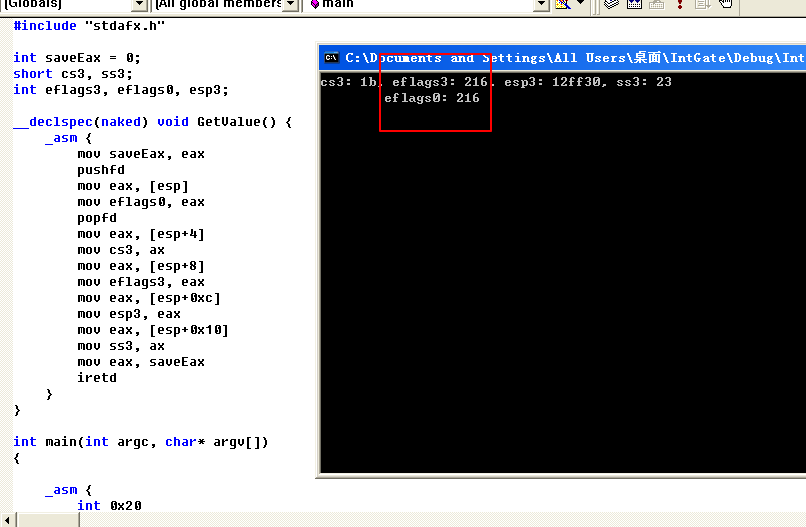 (Globals) (All global members main
#include "stdafx.h"
int saveEax = 0;
short cs3, ss3;
int eflags3, eflags0, esp3;
__declspec(naked) void GetValue() {
_asm {
mov saveEax, eax
pushfd
mov eax, [esp]
mov eflags0, eax
popfd
mov eax, [esp+4]
mov cs3, ax
mov eax, [esp+8]
mov eflags3, eax
mov eax, [esp+0xc]
mov esp3, eax
mov eax, [esp+0x10]
mov ss3, ax
mov eax, saveEax
iretd
}
}
int main(int argc, char* argv[])
{
_asm {
int 0x20
C:\Documents and Settings\All Users\桌面\IntGate\Debug\Int
cs3: 1b, eflags3: 216, esp3: 12ff30, ss3: 23
eflags0: 216